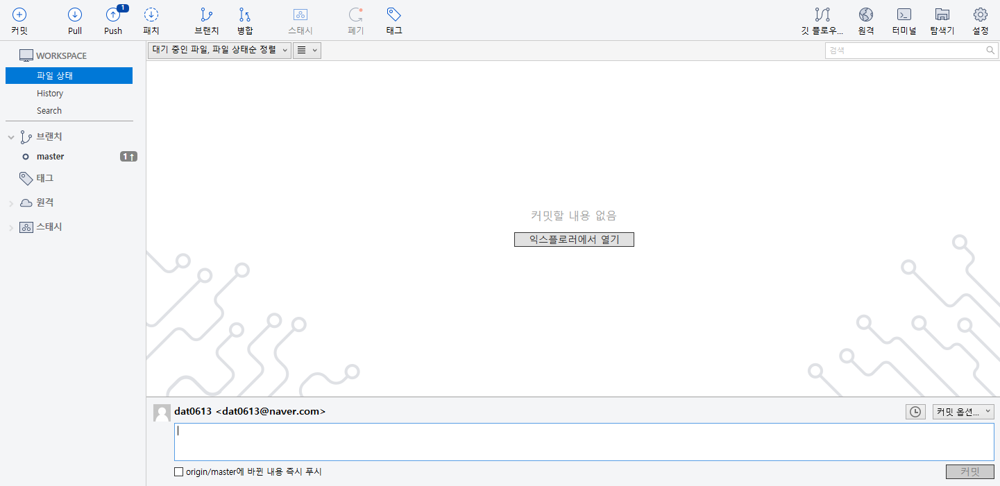 커밋
Pull
Push
1
패치
브랜치
병합
스태시
폐기
태그
깃 플로우...
원격
터미널
탐색기
설정
WORKSPACE
파일 상태
History
Search
브랜치
master
1↑
태그
원격
스태시
대기 중인 파일, 파일 상태순 정렬
검색
커밋할 내용 없음
익스플로러에서 열기
dat0613 <dat0613@naver.com>
커밋 옵션...
origin/master에 바뀐 내용 즉시 푸시
커밋